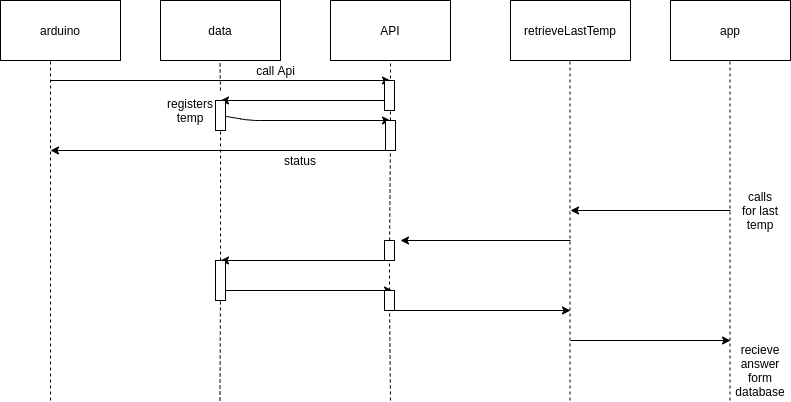 arduino
data
API
retrieveLastTemp
app
call Api
registers
temp
status
calls
for last
temp
recieve
answer
form
database